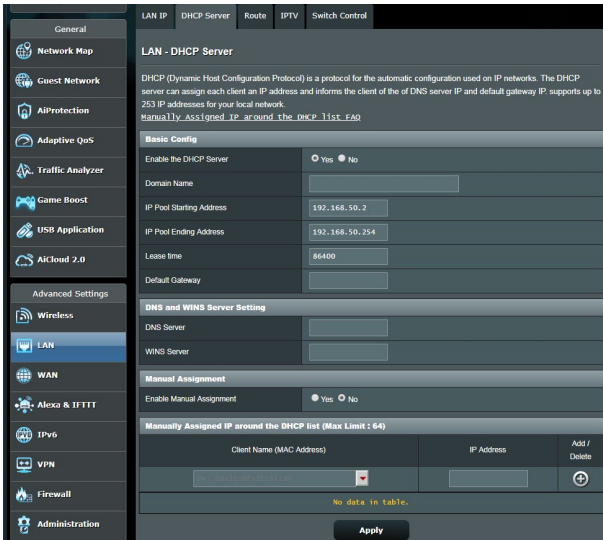 LAN IP DHCP Server Route IPTV Switch Control
General
Network Map
Guest Network
AiProtection
Adaptive QoS
Traffic Analyzer
Game Boost
USB Application
AiCloud 2.0
Advanced Settings
Wireless
LAN
WAN
Alexa & IFTTT
IPv6
VPN
Firewall
Administration
LAN - DHCP Server
DHCP (Dynamic Host Configuration Protocol) is a protocol for the automatic configuration used on IP networks. The DHCP
server can assign each client an IP address and informs the client of the of DNS server IP and default gateway IP. supports up to
253 IP addresses for your local network.
Manually Assigned IP around the DHCP list FAQ
Basic Config
Enable the DHCP Server Yes No
Domain Name
IP Pool Starting Address 192.168.50.2
IP Pool Ending Address 192.168.50.254
Lease time 86400
Default Gateway
DNS and WINS Server Setting
DNS Server
WINS Server
Manual Assignment
Enable Manual Assignment Yes No
Manually Assigned IP around the DHCP list (Max Limit : 64)
Client Name (MAC Address) IP Address Add /
Delete
No data in table.
Apply